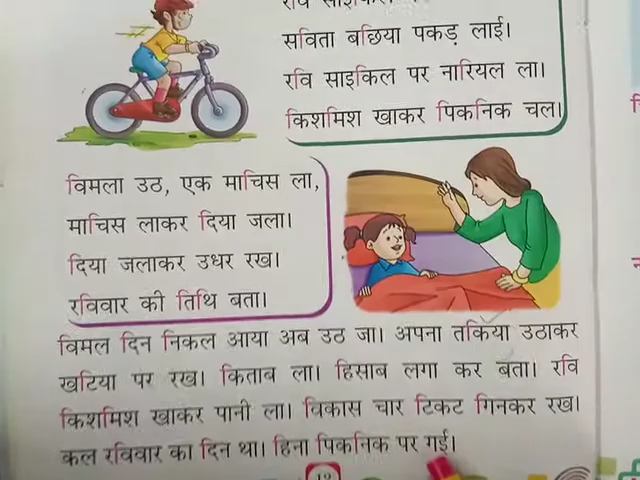 रवि साइकिल
सविता बछिया पकड़ लाई।
रवि साइकिल पर नारियल ला।
किशमिश खाकर पिकनिक चल।
विमला उठ, एक माचिस ला,
माचिस लाकर दिया जला।
दिया जलाकर उधर रख।
रविवार की तिथि बता।
विमल दिन निकल आया अब उठ जा। अपना तकिया उठाकर
खटिया पर रख। किताब ला। हिसाब लगा कर बता। रवि
किशमिश खाकर पानी ला। विकास चार टिकट गिनकर रख।
कल रविवार का दिन था। हिना पिकनिक पर गई।